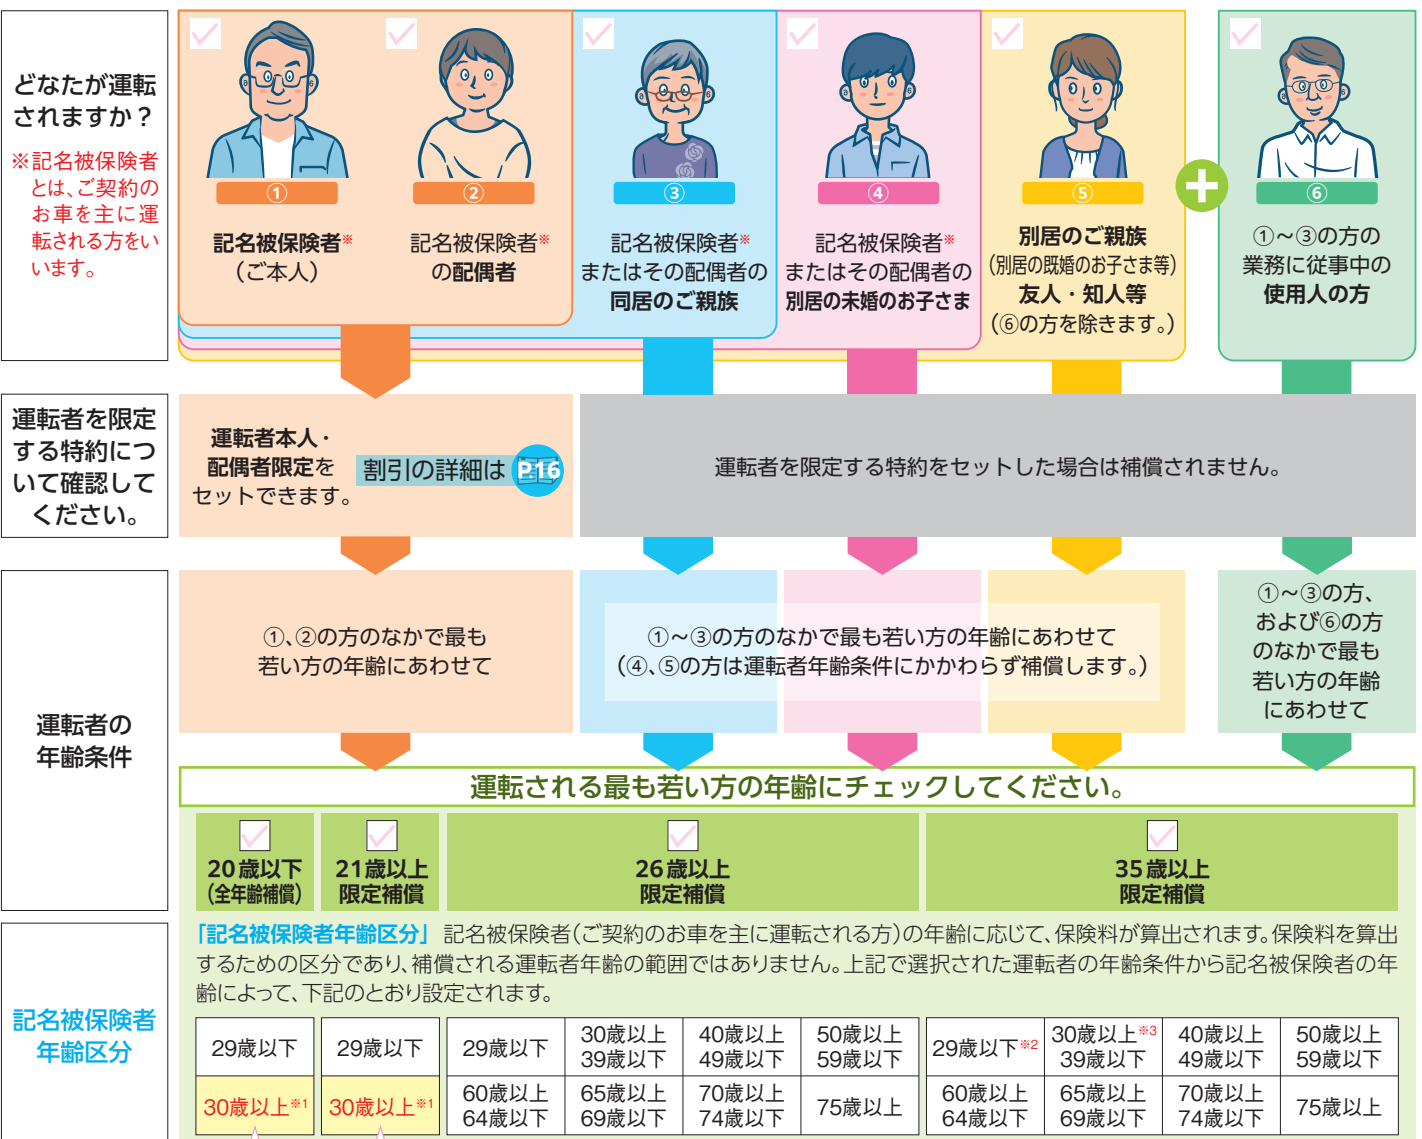 どなたが運転
されますか？
※記名被保険者
とは、ご契約の
お車を主に運
転される方をい
います。
①
記名被保険者※
（ご本人）
②
記名被保険者※
の配偶者
③
記名被保険者※
またはその配偶者の
同居のご親族
④
記名被保険者※
またはその配偶者の
別居の未婚のお子さま
⑤
別居のご親族
（別居の既婚のお子さま等）
友人・知人等
（⑥の方を除きます。）
⑥
①～③の方の
業務に従事中の
使用人の方
運転者を限定
する特約につ
いて確認して
ください。
運転者本人・
配偶者限定を
セットできます。
割引の詳細は P.16
運転者を限定する特約をセットした場合は補償されません。
運転者の
年齢条件
①、②の方のなかで最も
若い方の年齢にあわせて
①～③の方のなかで最も若い方の年齢にあわせて
（④、⑤の方は運転者年齢条件にかかわらず補償します。）
①～③の方、
および⑥の方
のなかで最も
若い方の年齢
にあわせて
運転される最も若い方の年齢にチェックしてください。
20歳以下
（全年齢補償）
21歳以上
限定補償
26歳以上
限定補償
35歳以上
限定補償
記名被保険者
年齢区分
「記名被保険者年齢区分」 記名被保険者（ご契約のお車を主に運転される方）の年齢に応じて、保険料が算出されます。保険料を算出
するための区分であり、補償される運転者年齢の範囲ではありません。上記で選択された運転者の年齢条件から記名被保険者の年
齢によって、下記のとおり設定されます。
29歳以下
30歳以上※1
29歳以下
30歳以上※1
29歳以下
30歳以上
39歳以下
40歳以上
49歳以下
50歳以上
59歳以下
60歳以上
64歳以下
65歳以上
69歳以下
70歳以上
74歳以下
75歳以上
29歳以下※2
30歳以上※3
39歳以下
40歳以上
49歳以下
50歳以上
59歳以下
60歳以上
64歳以下
65歳以上
69歳以下
70歳以上
74歳以下
75歳以上